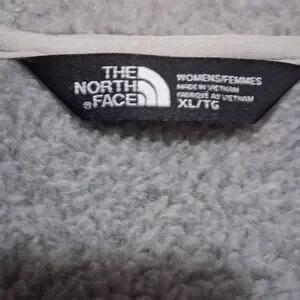 THE
NORTH
®FACE
WOMENS/FEMMES
MADE IN VIETNAM
FABRIQUÉ AU VIETNAM
XL/TG